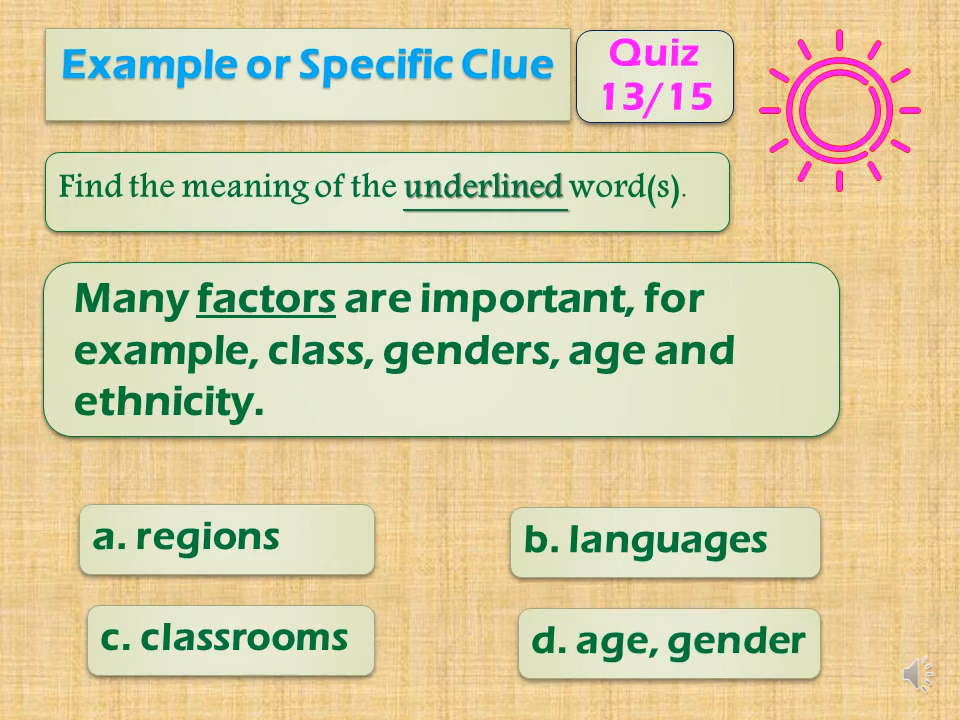 Example or Specific Clue
Quiz
13/15
Find the meaning of the underlined word(s).
Many factors are important, for
example, class, genders, age and
ethnicity.
a. regions
b. languages
c. classrooms
d. age, gender